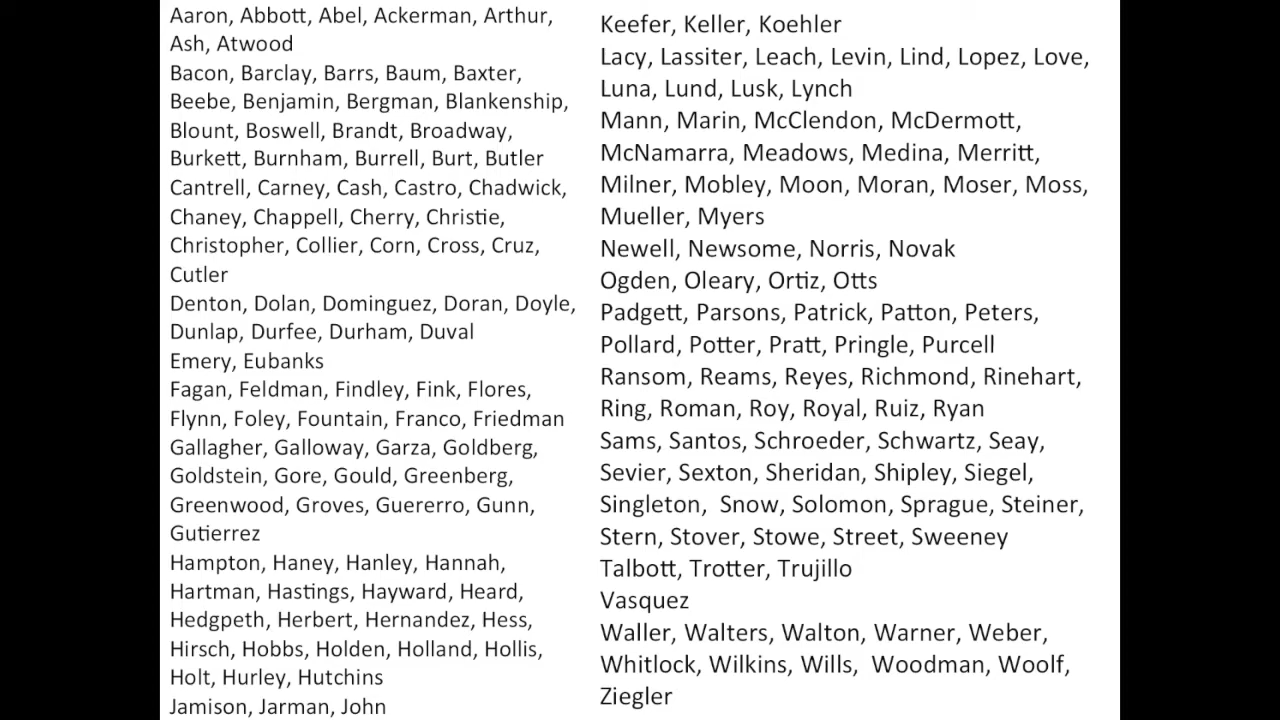 Aaron, Abbott, Abel, Ackerman, Arthur,
Ash, Atwood
Bacon, Barclay, Barrs, Baum, Baxter,
Beebe, Benjamin, Bergman, Blankenship,
Blount, Boswell, Brandt, Broadway,
Burkett, Burnham, Burrell, Burt, Butler
Cantrell, Carney, Cash, Castro, Chadwick,
Chaney, Chappell, Cherry, Christie,
Christopher, Collier, Corn, Cross, Cruz,
Cutler
Denton, Dolan, Dominguez, Doran, Doyle,
Dunlap, Durfee, Durham, Duval
Emery, Eubanks
Fagan, Feldman, Findley, Fink, Flores,
Flynn, Foley, Fountain, Franco, Friedman
Gallagher, Galloway, Garza, Goldberg,
Goldstein, Gore, Gould, Greenberg,
Greenwood, Groves, Guererro, Gunn,
Gutierrez
Hampton, Haney, Hanley, Hannah,
Hartman, Hastings, Hayward, Heard,
Hedgpeth, Herbert, Hernandez, Hess,
Hirsch, Hobbs, Holden, Holland, Hollis,
Holt, Hurley, Hutchins
Jamison, Jarman, John
Keefer, Keller, Koehler
Lacy, Lassiter, Leach, Levin, Lind, Lopez, Love,
Luna, Lund, Lusk, Lynch
Mann, Marin, McClendon, McDermott,
McNamarra, Meadows, Medina, Merritt,
Milner, Mobley, Moon, Moran, Moser, Moss,
Mueller, Myers
Newell, Newsome, Norris, Novak
Ogden, Oleary, Ortiz, Otts
Padgett, Parsons, Patrick, Patton, Peters,
Pollard, Potter, Pratt, Pringle, Purcell
Ransom, Reams, Reyes, Richmond, Rinehart,
Ring, Roman, Roy, Royal, Ruiz, Ryan
Sams, Santos, Schroeder, Schwartz, Seay,
Sevier, Sexton, Sheridan, Shipley, Siegel,
Singleton,  Snow, Solomon, Sprague, Steiner,
Stern, Stover, Stowe, Street, Sweeney
Talbott, Trotter, Trujillo
Vasquez
Waller, Walters, Walton, Warner, Weber,
Whitlock, Wilkins, Wills,  Woodman, Woolf,
Ziegler